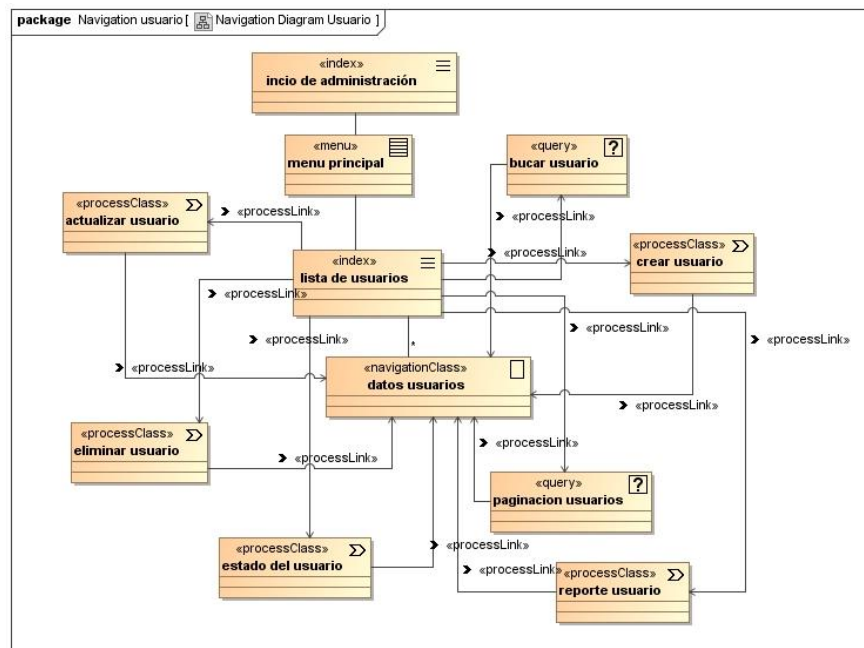 package Navigation usuario[ Navigation Diagram Usuario ]
«index»
incio de administración
«menu»
menu principal
«query»
bucar usuario
?
«processClass»
actualizar usuario
«processLink»
«processLink»
«processLink»
«processClass»
crear usuario
«index»
lista de usuarios
«processLink»
«processLink»
«processLink»
«processLink»
«processLink»
*
«navigationClass»
datos usuarios
«processLink»
«processLink»
«processClass»
eliminar usuario
«processLink»
«processLink»
«query»
paginacion usuarios
?
«processClass»
estado del usuario
«processLink»
«processLink»
«processClass»
reporte usuario